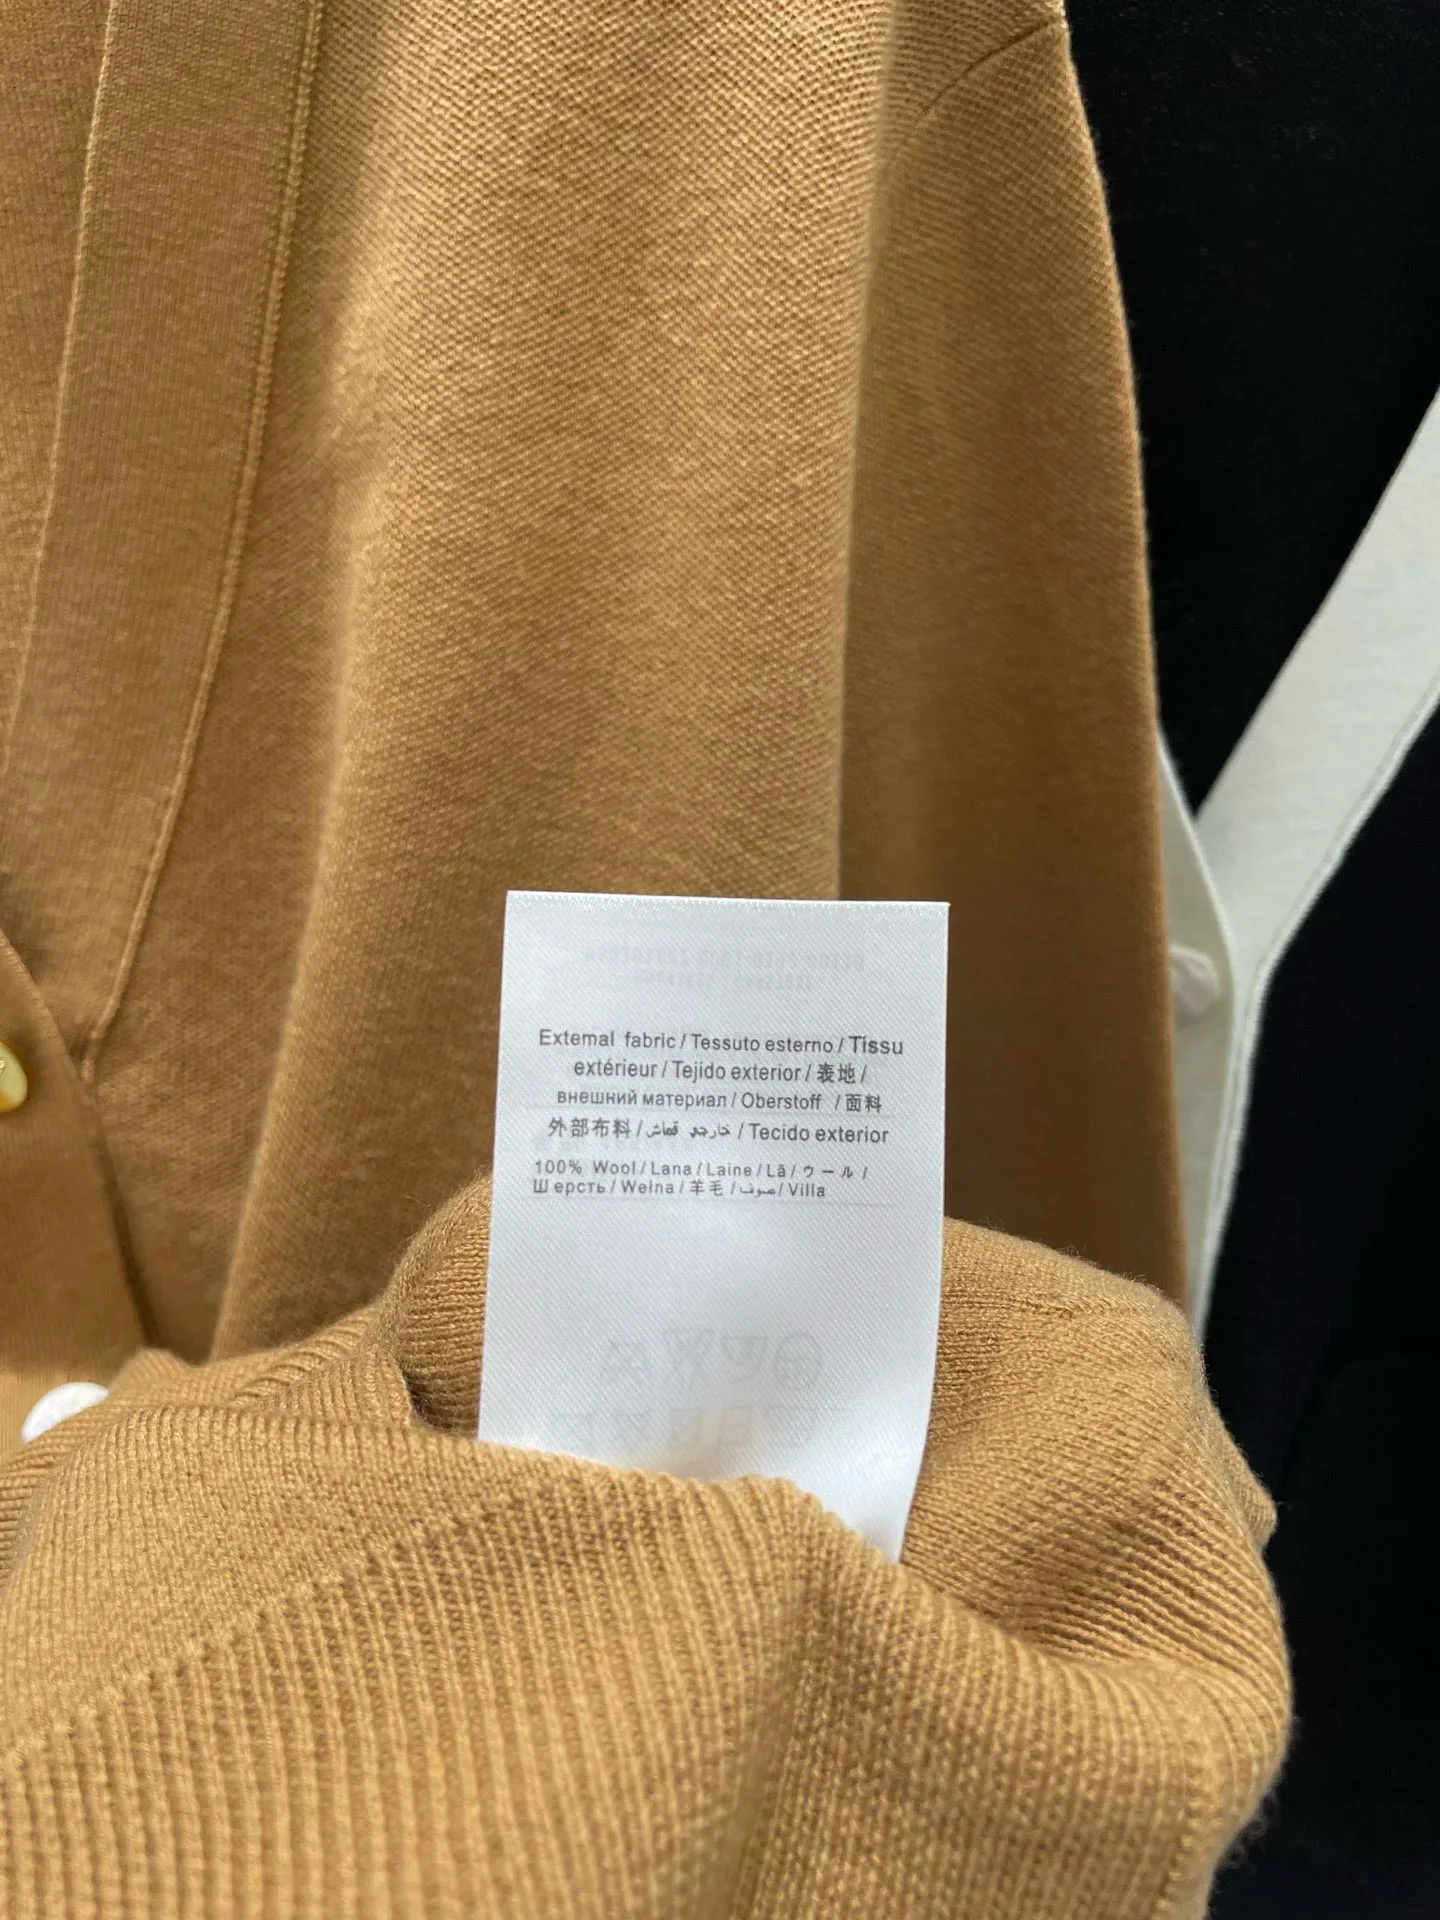 External fabric / Tessuto esterno / Tissu
extérieur / Tejido exterior / 表地 /
внешний материал / Oberstoff / 面料
外部布料 / قماش خارجي / Tecido exterior
100% Wool / Lana / Laine / Lã / ウール /
Шерсть / Welna / 羊毛 / صوف / Villa